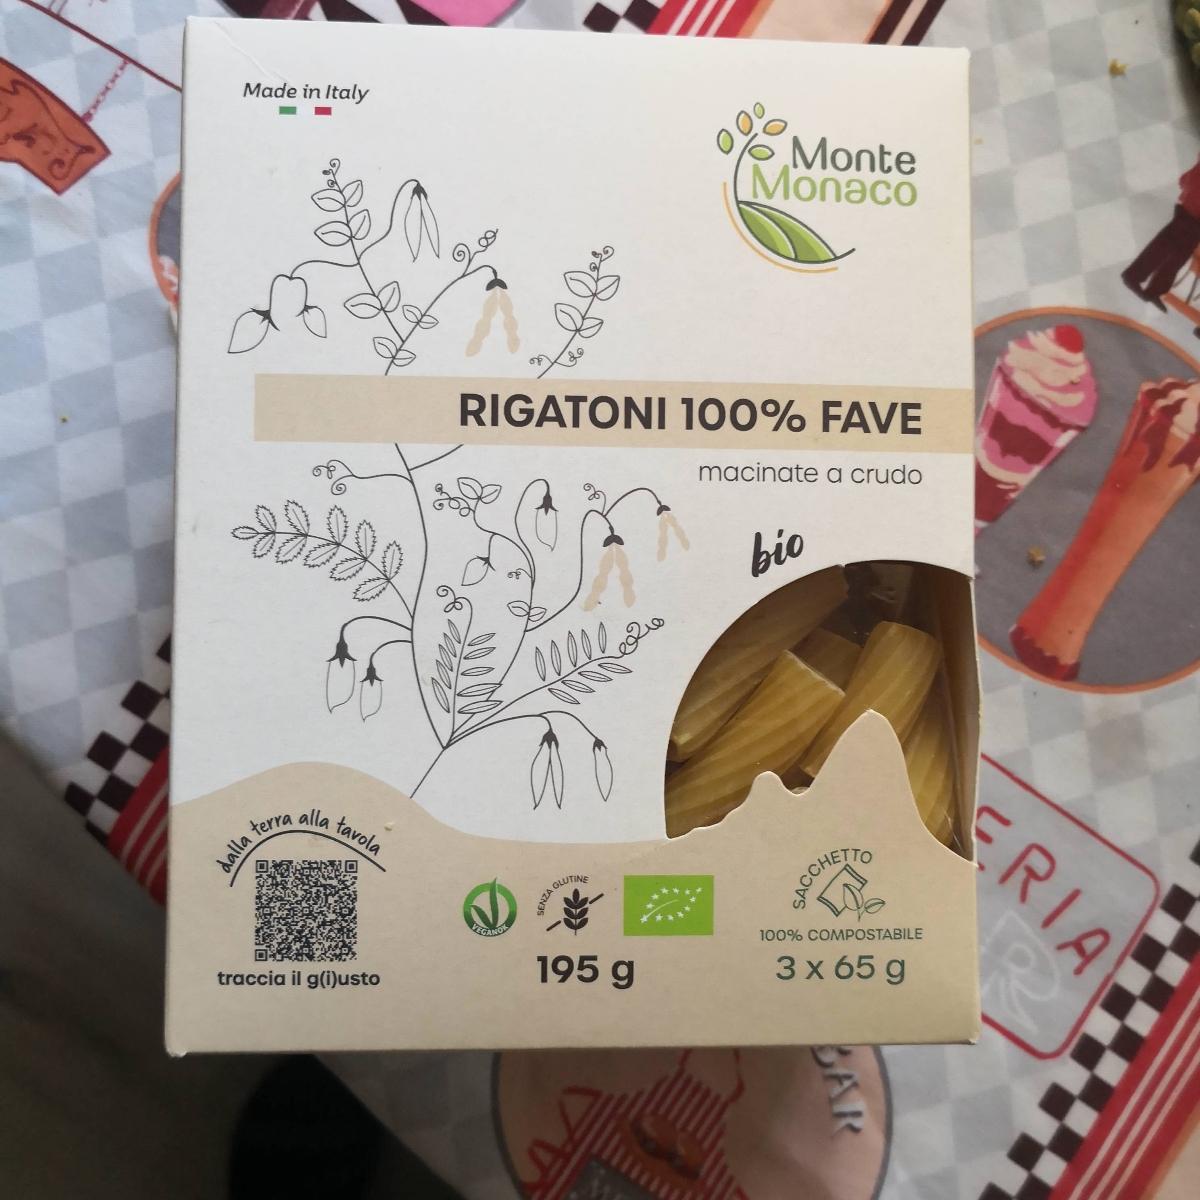 Made in Italy
Monte
Monaco
RIGATONI 100% FAVE
macinate a crudo
bio
dalla terra alla tavola
traccia il g(i)usto
VEGANOK
SENZA GLUTINE
195 g
SACCHETTO
100% COMPOSTABILE
3 x 65 g
ERIA
BAR